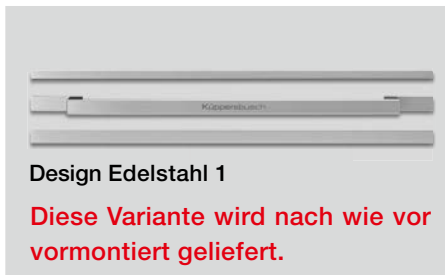 Küppersbusch
Design Edelstahl 1
Diese Variante wird nach wie vor
vormontiert geliefert.